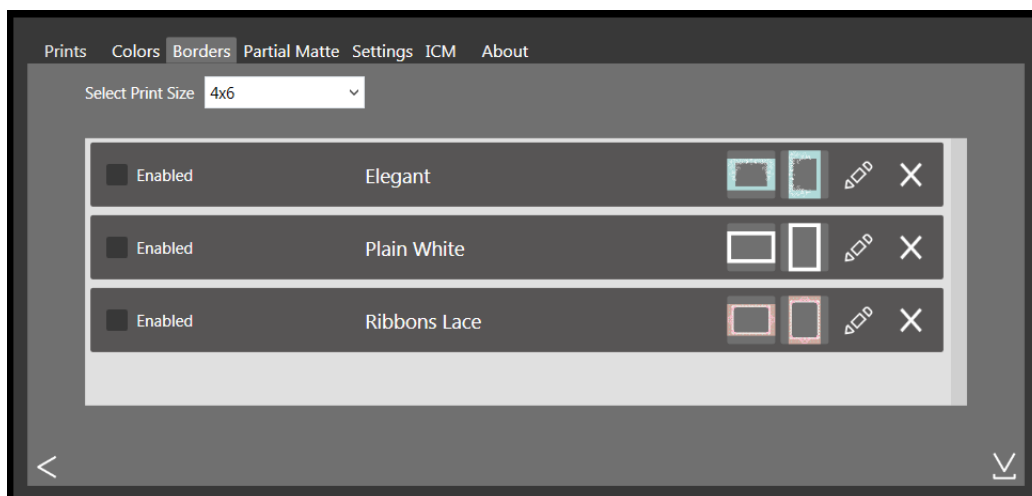 Prints Colors Borders Partial Matte Settings ICM About
Select Print Size 4x6
Enabled Elegant
Enabled Plain White
Enabled Ribbons Lace